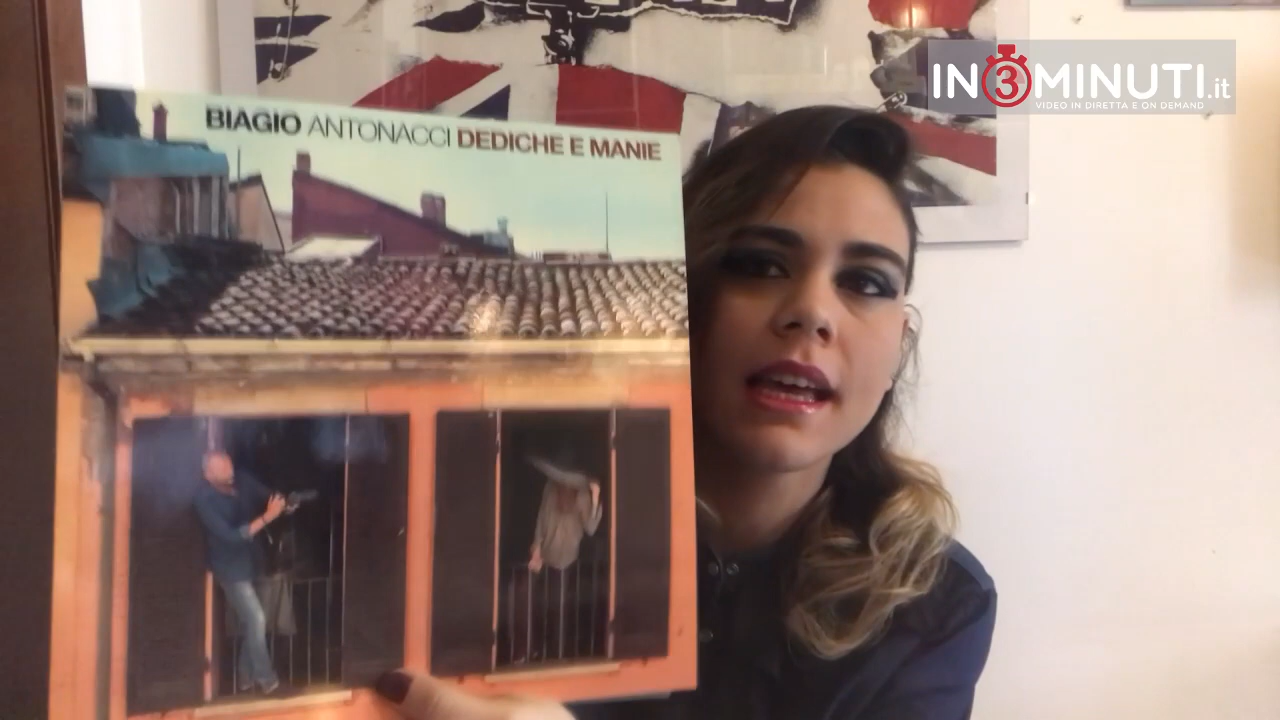 IN3MINUTI.it
VIDEO IN DIRETTA E ON DEMAND
BIAGIO ANTONACCI DEDICHE E MANIE